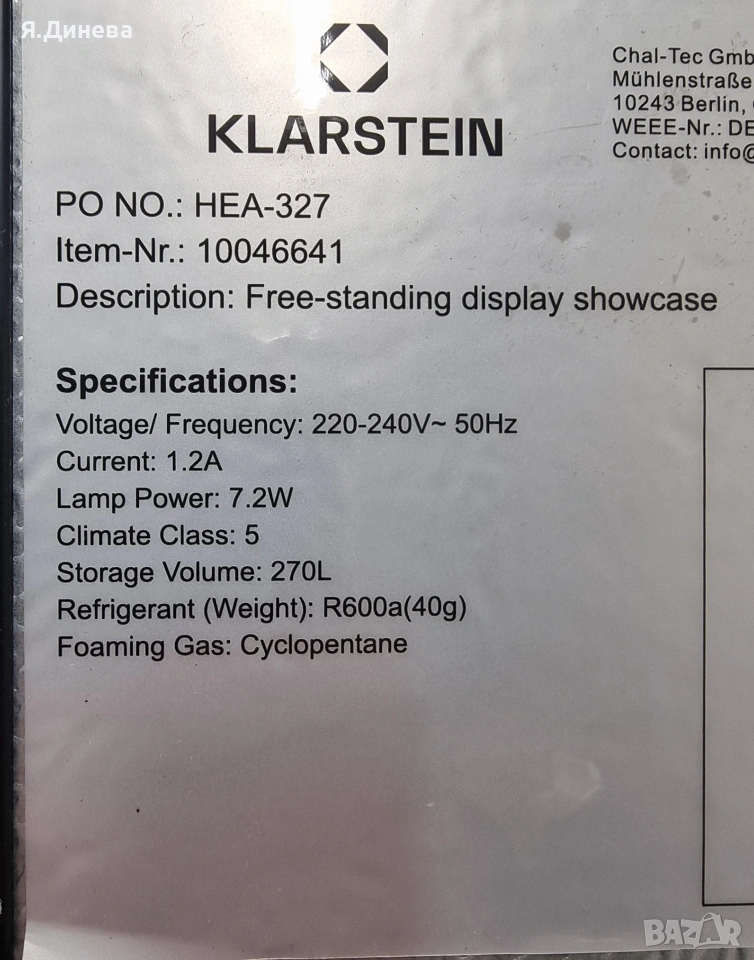 Я.Динева
KLARSTEIN
Chal-Tec Gmb
Mühlenstraße
10243 Berlin,
WEEE-Nr.: DE
Contact: info@
PO NO.: HEA-327
Item-Nr.: 10046641
Description: Free-standing display showcase
Specifications:
Voltage/ Frequency: 220-240V~ 50Hz
Current: 1.2A
Lamp Power: 7.2W
Climate Class: 5
Storage Volume: 270L
Refrigerant (Weight): R600a(40g)
Foaming Gas: Cyclopentane
BAZAR